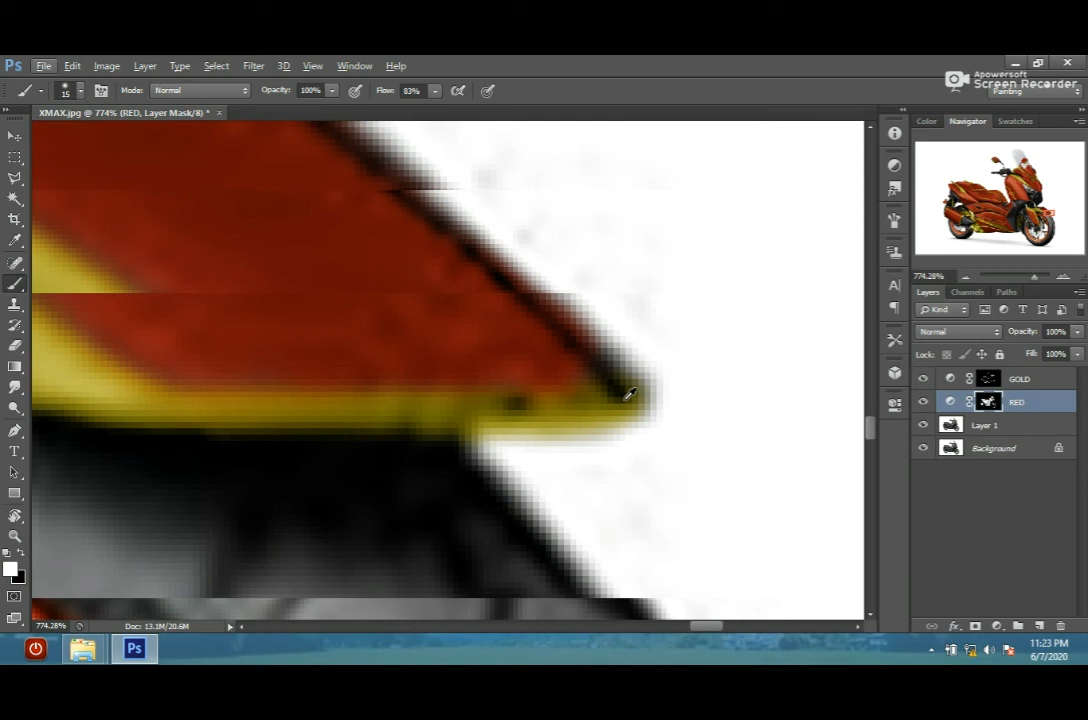 Ps File Edit Image Layer Type Select Filter 3D View Window Help
Apowersoft
Screen Recorder
15 Mode: Normal Opacity: 100% Flow: 83% Painting
XMAX.jpg @ 774% (RED, Layer Mask/8) * ×
Color Navigator Swatches
774.28%
Layers Channels Paths
Kind
Normal Opacity: 100%
Lock: Fill: 100%
GOLD
RED
Layer 1
Background
774.28% Doc: 13.1M/20.6M
Ps
11:23 PM
6/7/2020